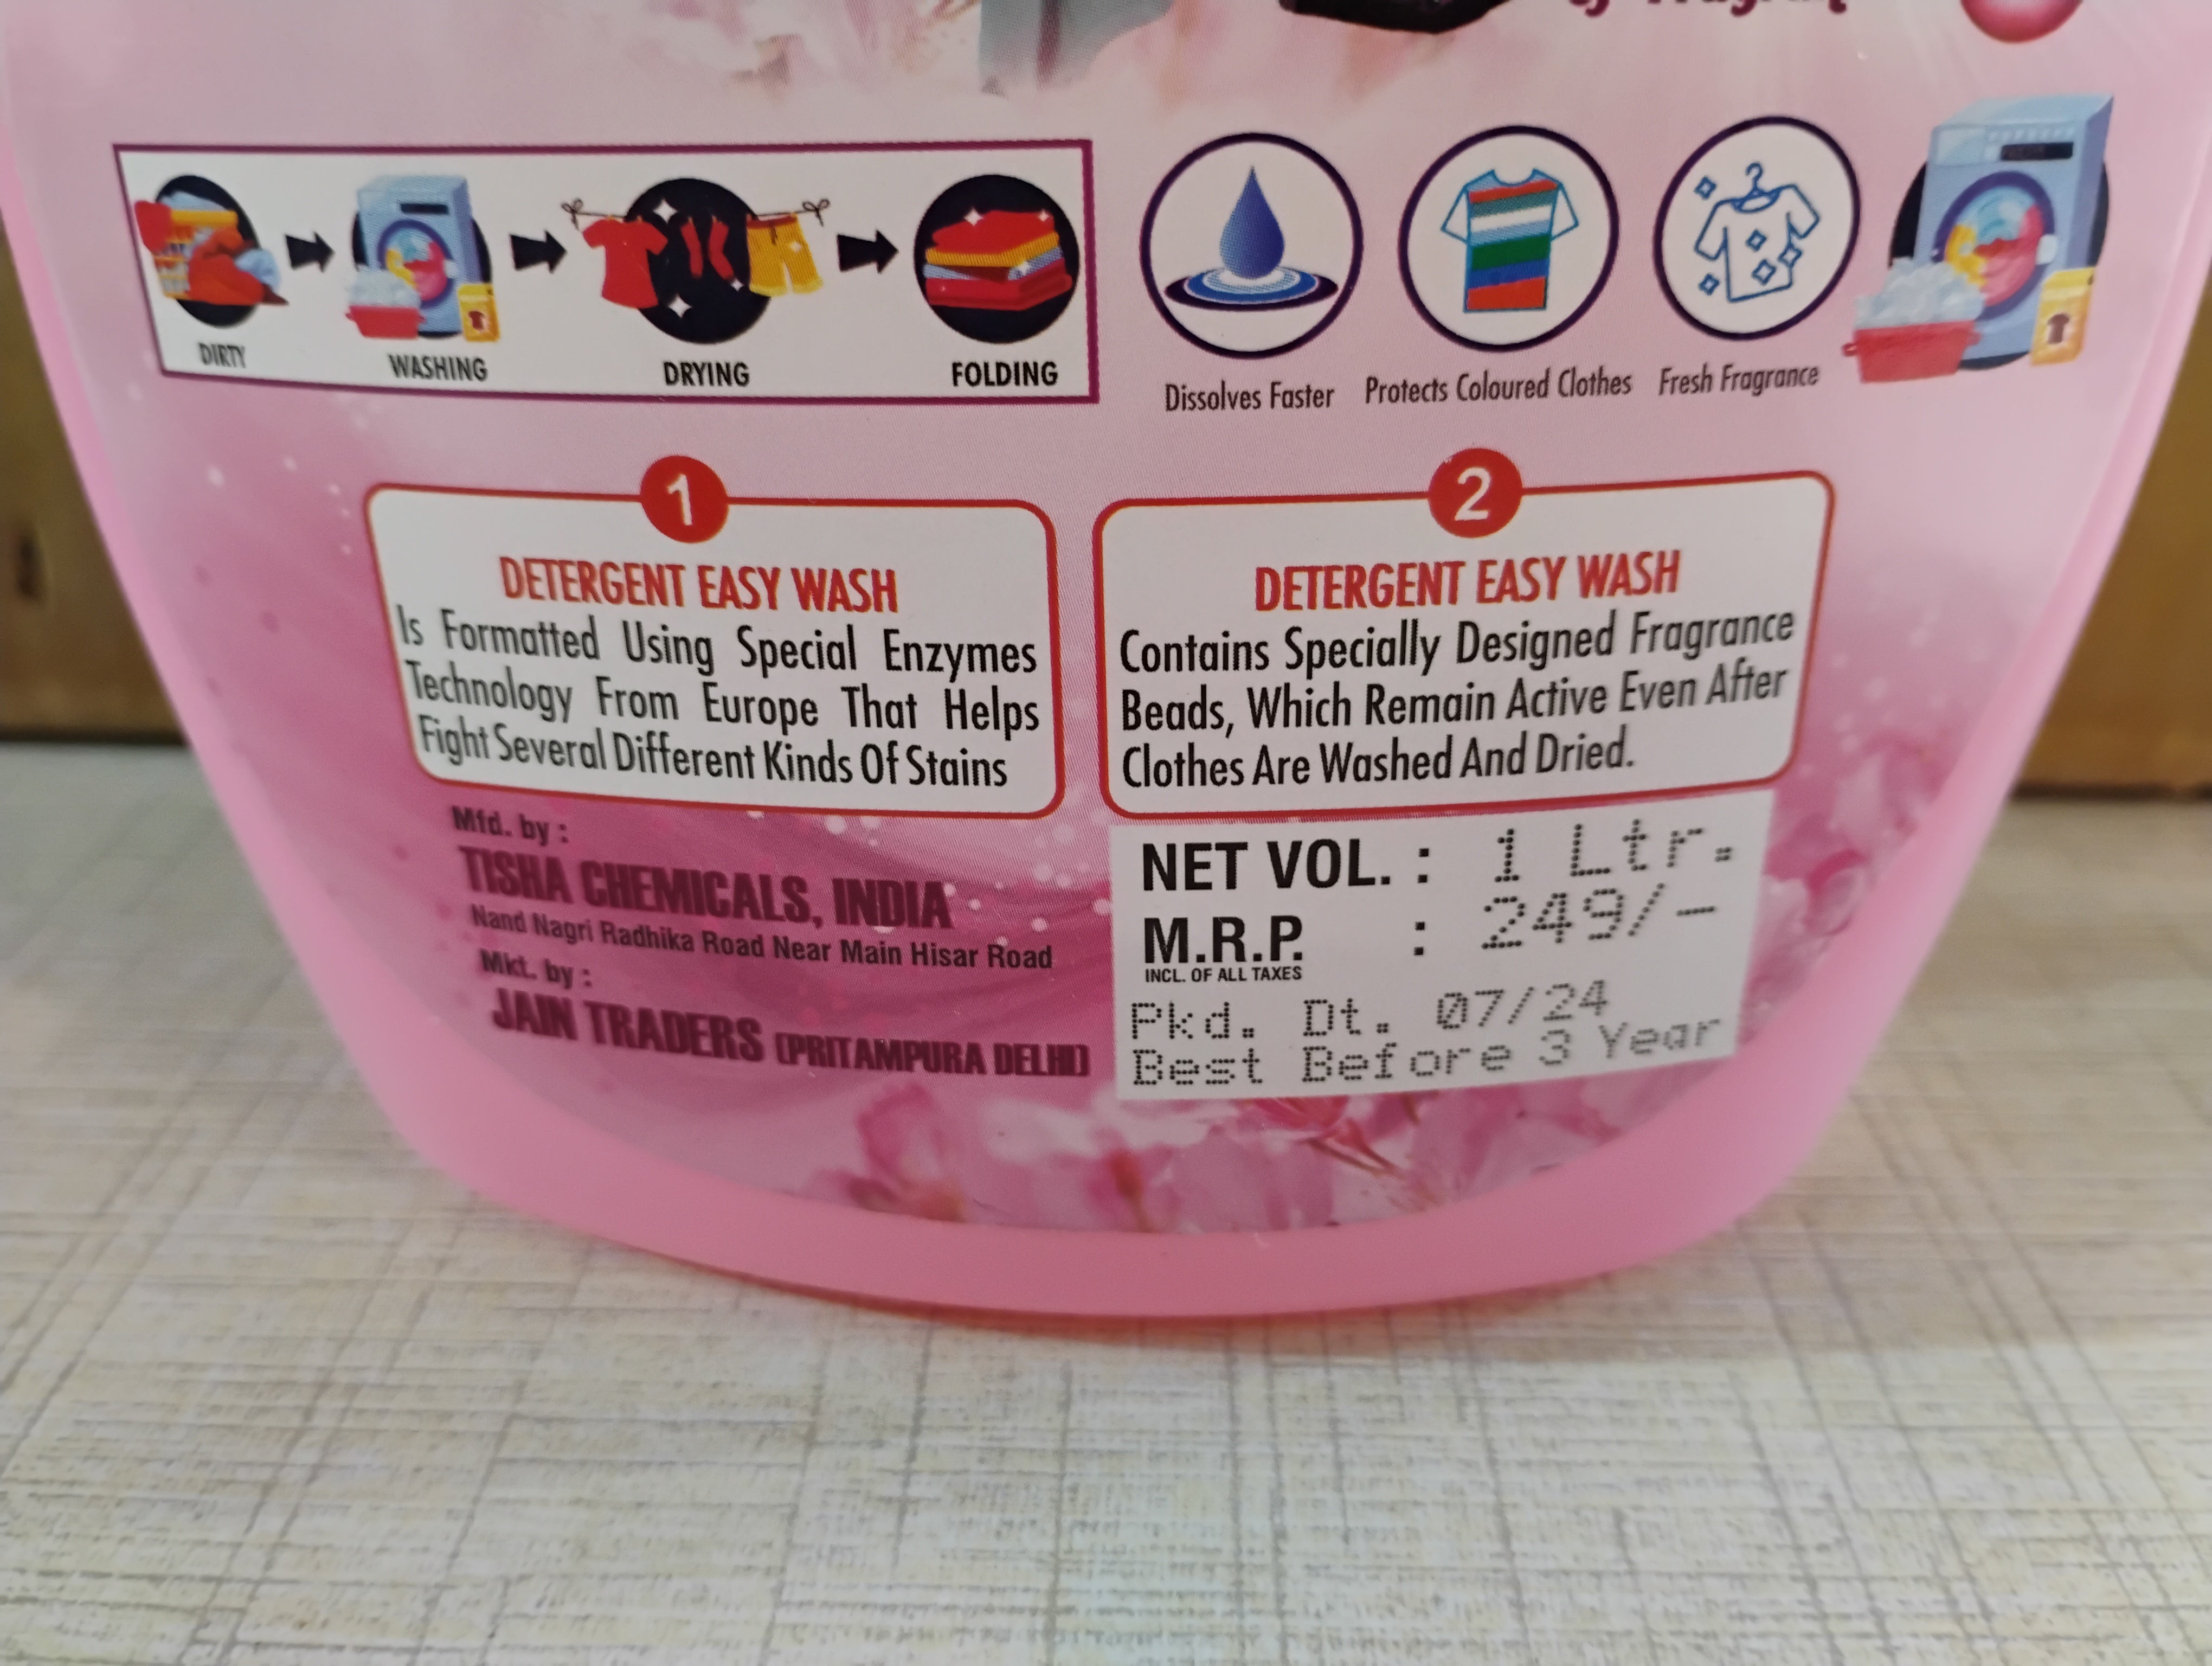 DIRTY
WASHING
DRYING
FOLDING
Dissolves Faster
Protects Coloured Clothes
Fresh Fragrance
1
DETERGENT EASY WASH
Is Formatted Using Special Enzymes
Technology From Europe That Helps
Fight Several Different Kinds Of Stains
2
DETERGENT EASY WASH
Contains Specially Designed Fragrance
Beads, Which Remain Active Even After
Clothes Are Washed And Dried.
Mfd. by :
TISHA CHEMICALS, INDIA
Nand Nagri Radhika Road Near Main Hisar Road
Mkt. by :
JAIN TRADERS (PRITAMPURA DELHI)
NET VOL. : 1 Ltr.
M.R.P. : 249/-
INCL. OF ALL TAXES
Pkd. Dt. 07/24
Best Before 3 Year